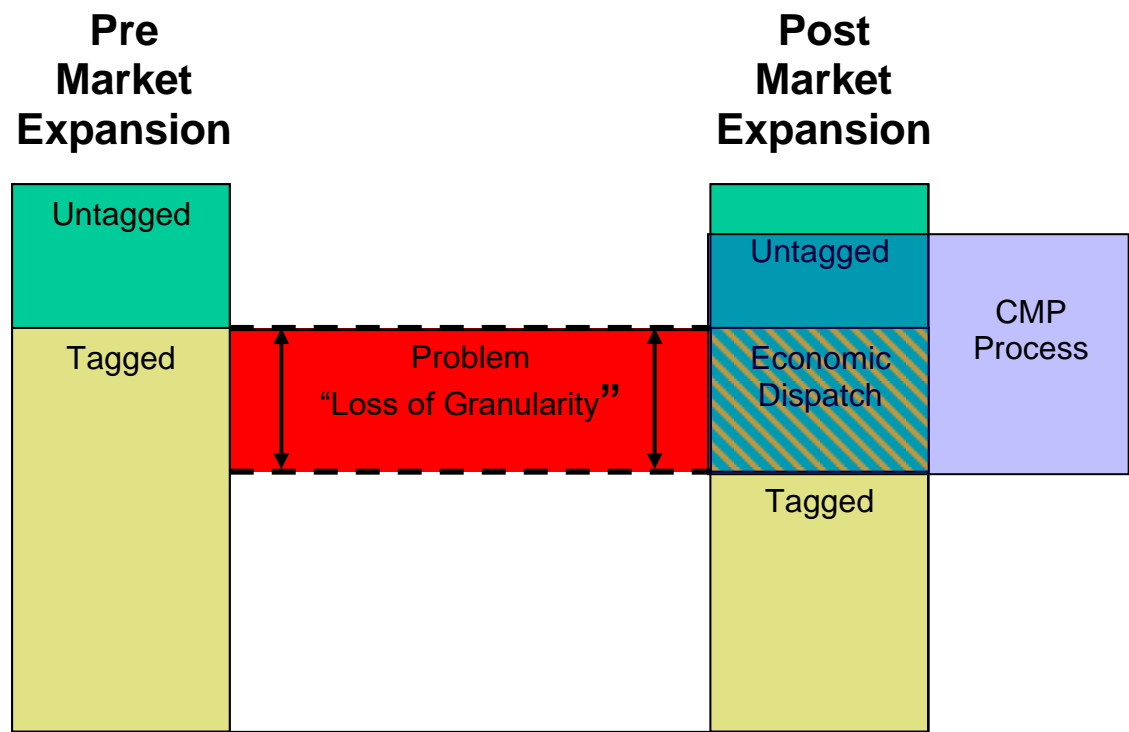 Pre
Market
Expansion
Post
Market
Expansion
Untagged
Tagged
Problem
“Loss of Granularity”
Untagged
Economic
Dispatch
Tagged
CMP
Process